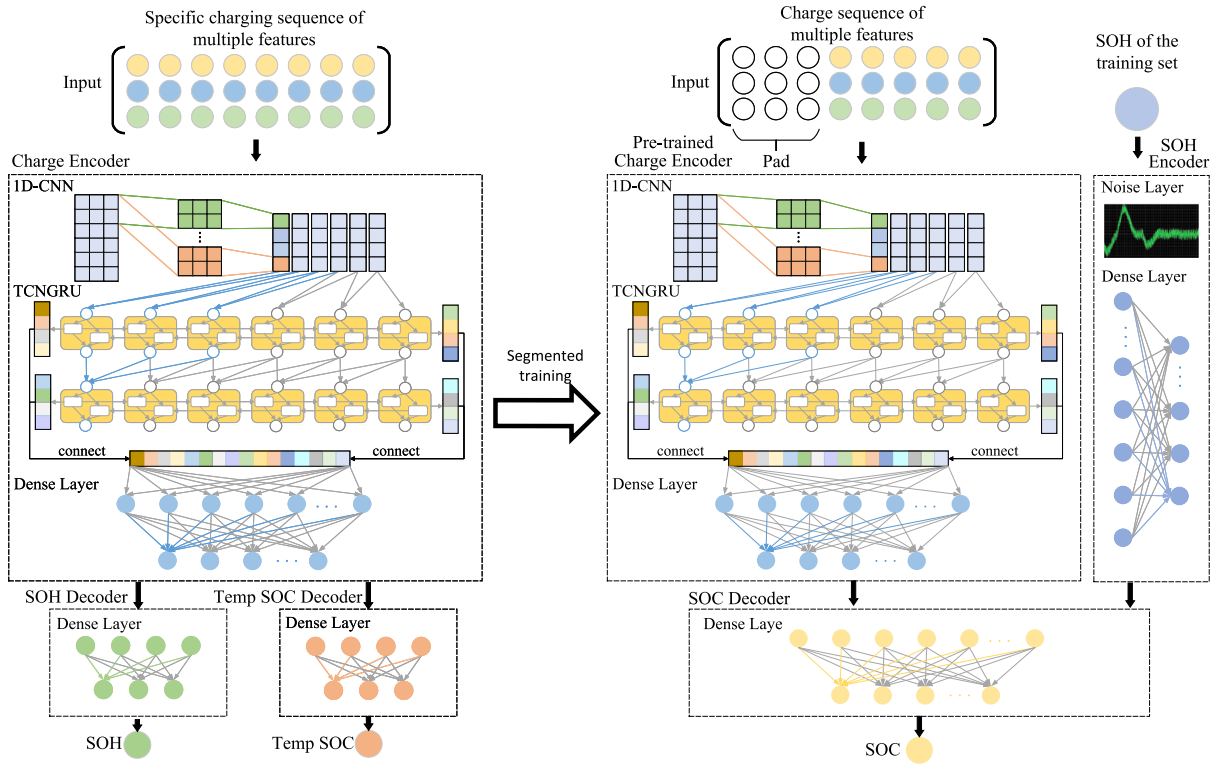 Specific charging sequence of
multiple features
Input
Charge Encoder
1D-CNN
TCNGRU
connect
connect
Dense Layer
SOH Decoder
Temp SOC Decoder
Dense Layer
Dense Layer
SOH
Temp SOC
Segmented
training
Charge sequence of
multiple features
Input
Pad
Pre-trained
Charge Encoder
1D-CNN
TCNGRU
connect
connect
Dense Layer
SOH of the
training set
SOH
Encoder
Noise Layer
Dense Layer
SOC Decoder
Dense Laye
SOC